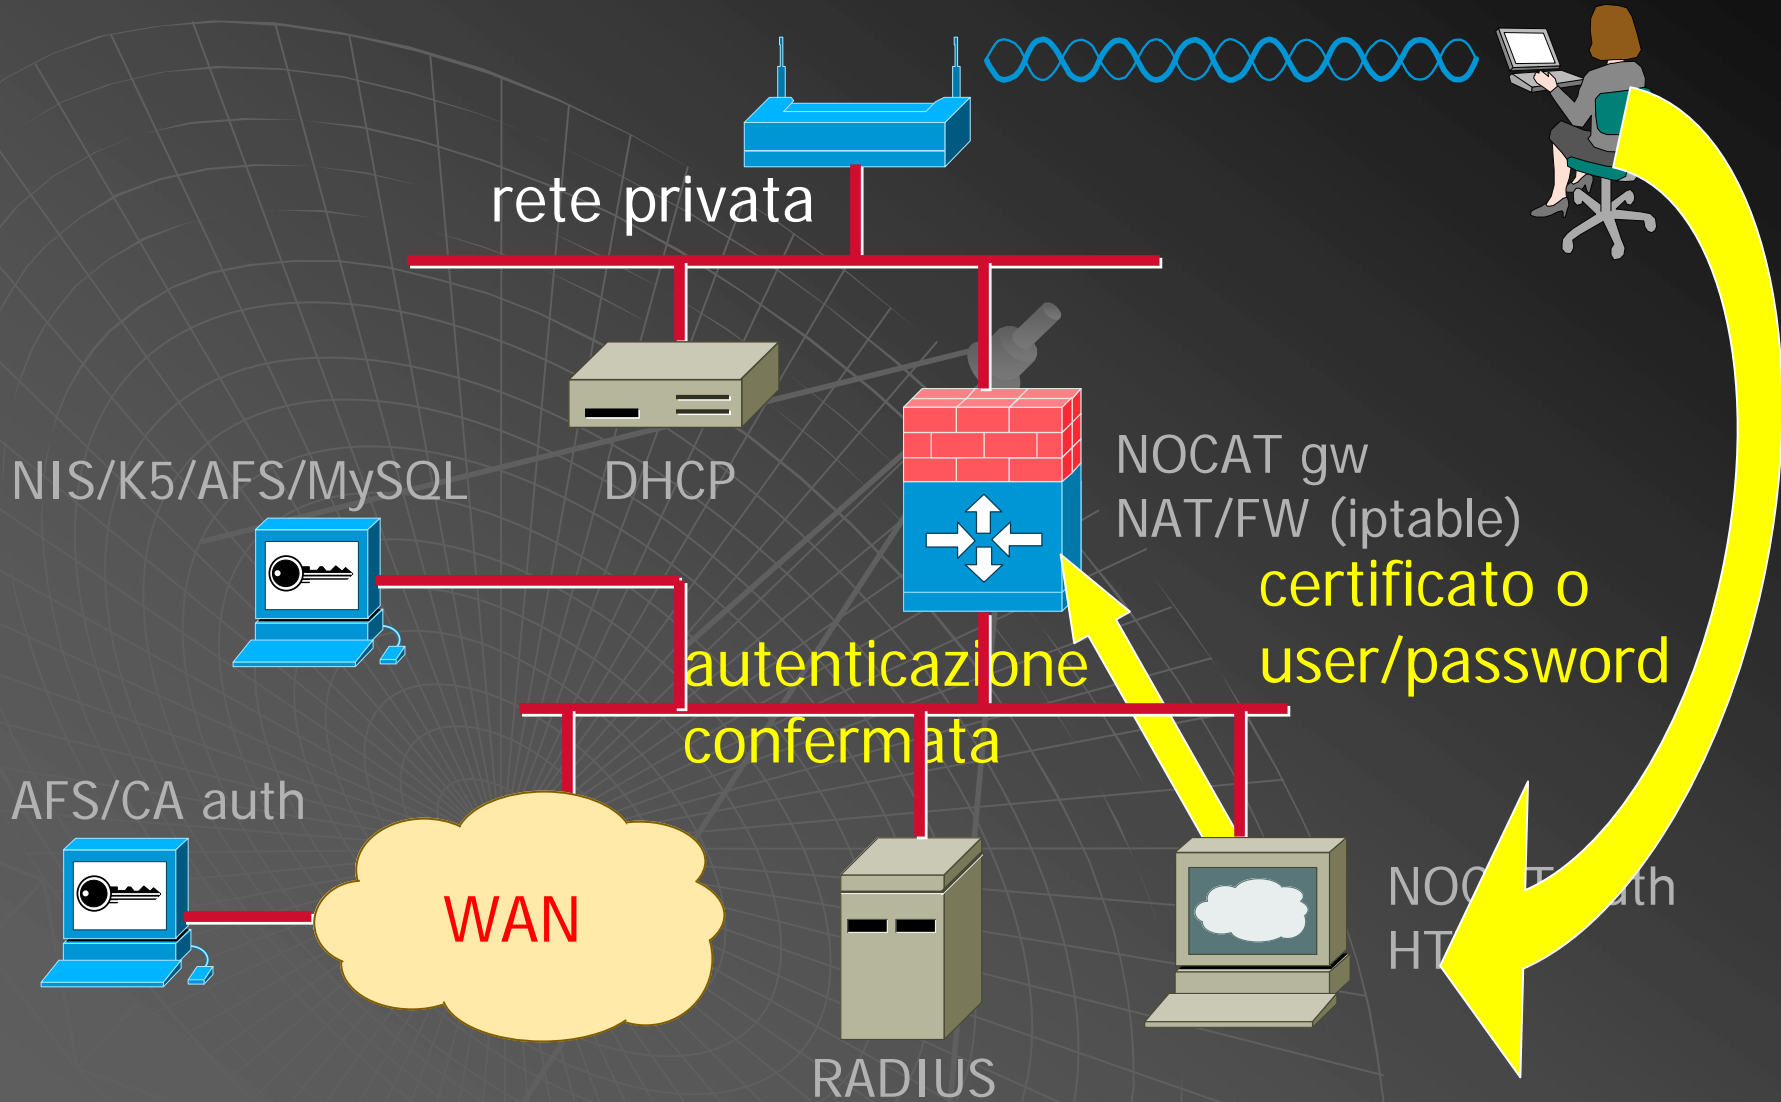 rete privata
NIS/K5/AFS/MySQL
DHCP
NOCAT gw
NAT/FW (iptable)
certificato o
user/password
autenticazione
confermata
AFS/CA auth
WAN
RADIUS